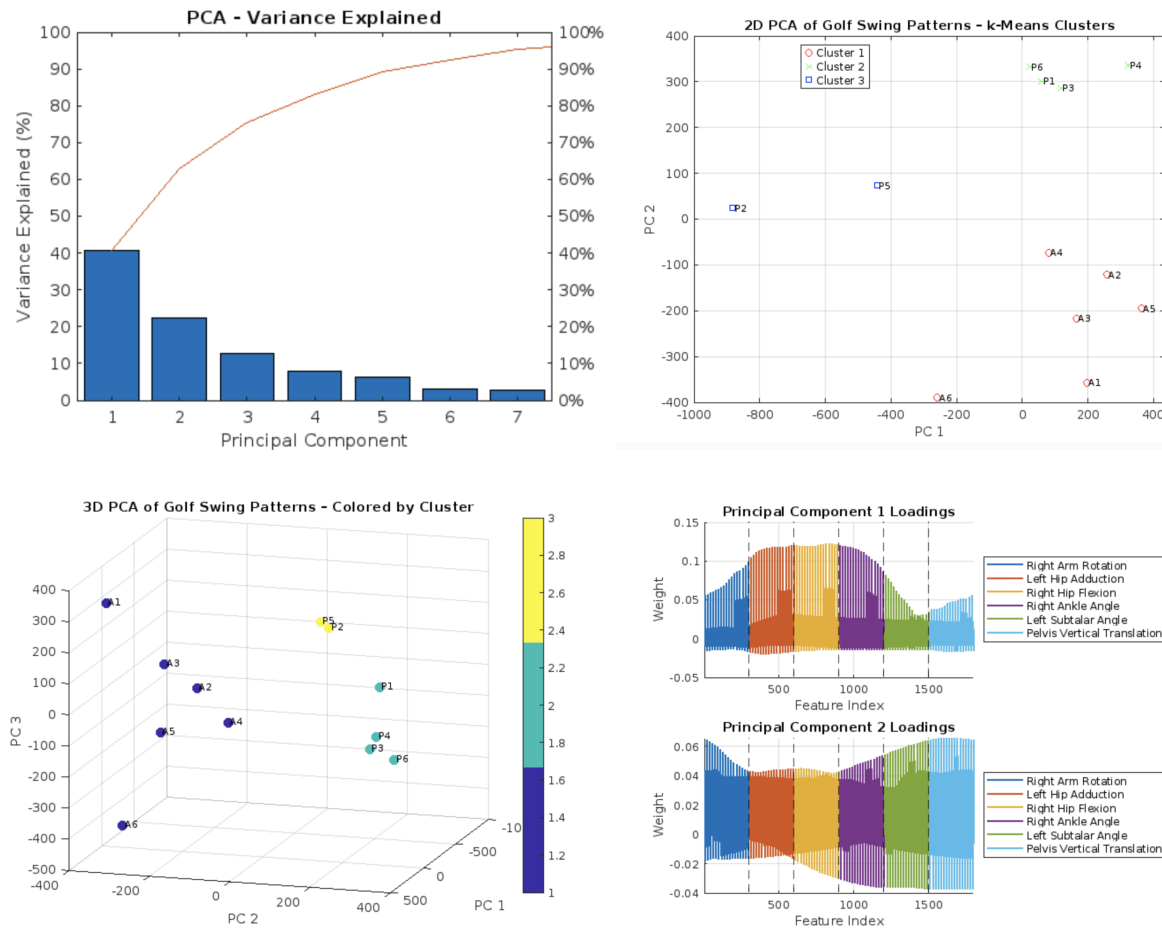 PCA - Variance Explained
100
90
80
70
60
50
40
30
20
10
0
100%
90%
80%
70%
60%
50%
40%
30%
20%
10%
0%
Variance Explained (%)
1 2 3 4 5 6 7
Principal Component
2D PCA of Golf Swing Patterns – k-Means Clusters
Cluster 1
Cluster 2
Cluster 3
400
300
200
100
0
-100
-200
-300
-400
PC 2
P6
P1
P3
P4
P5
P2
A4
A2
A5
A3
A1
A6
-1000 -800 -600 -400 -200 0 200 400
PC 1
3D PCA of Golf Swing Patterns – Colored by Cluster
400
300
200
100
0
-100
-200
-300
-400
-500
PC 3
A1
A3
A2
A5
A4
A6
P5
P2
P1
P4
P3
P6
-400 -200 0 200 400
PC 2
500 0 -500 -10
PC 1
3
2.8
2.6
2.4
2.2
2
1.8
1.6
1.4
1.2
1
Principal Component 1 Loadings
0.15
0.1
0.05
0
-0.05
Weight
500 1000 1500
Feature Index
Right Arm Rotation
Left Hip Adduction
Right Hip Flexion
Right Ankle Angle
Left Subtalar Angle
Pelvis Vertical Translation
Principal Component 2 Loadings
0.06
0.04
0.02
0
-0.02
-0.04
Weight
500 1000 1500
Feature Index
Right Arm Rotation
Left Hip Adduction
Right Hip Flexion
Right Ankle Angle
Left Subtalar Angle
Pelvis Vertical Translation